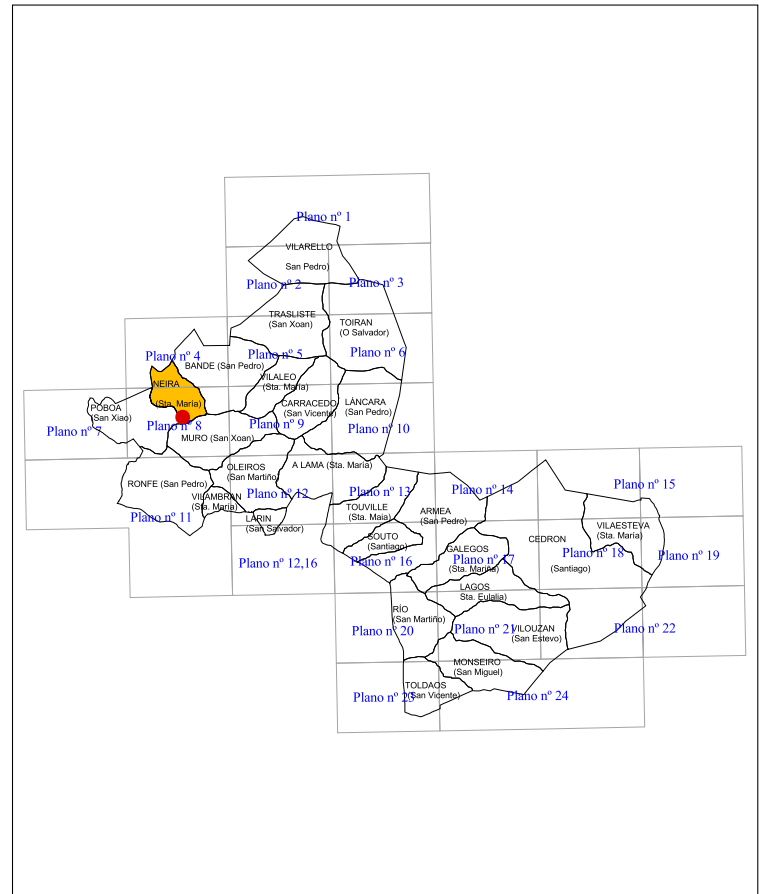 Plano nº 1
VILARELLO
San Pedro)
Plano nº 2
Plano nº 3
TRASLISTE
(San Xoan)
TOIRAN
(O Salvador)
Plano nº 4
Plano nº 5
Plano nº 6
BANDE (San Pedro)
VILALEO
(Sta. María)
NEIRA
(Sta. María)
CARRACEDO
(San Vicente)
LÁNCARA
(San Pedro)
POBOA
(San Xiao)
Plano nº 7
Plano nº 8
Plano nº 9
Plano nº 10
MURO (San Xoan)
OLEIROS
(San Martiño)
A LAMA (Sta. María)
RONFE (San Pedro)
VILAMBRAN
(Sta. María)
Plano nº 11
Plano nº 12
LARIN
(San Salvador)
Plano nº 13
Plano nº 14
Plano nº 15
TOUVILLE
(Sta. Maia)
ARMEA
(San Pedro)
VILAESTEVA
(Sta. María)
SOUTO
(Santiago)
GALEGOS
(Sta. Mariña)
CEDRON
(Santiago)
Plano nº 12,16
Plano nº 16
Plano nº 17
Plano nº 18
Plano nº 19
LAGOS
Sta. Eulalia)
RÍO
(San Martiño)
Plano nº 20
Plano nº 21
VILOUZAN
(San Estevo)
Plano nº 22
MONSEIRO
(San Miguel)
TOLDAOS
(San Vicente)
Plano nº 23
Plano nº 24